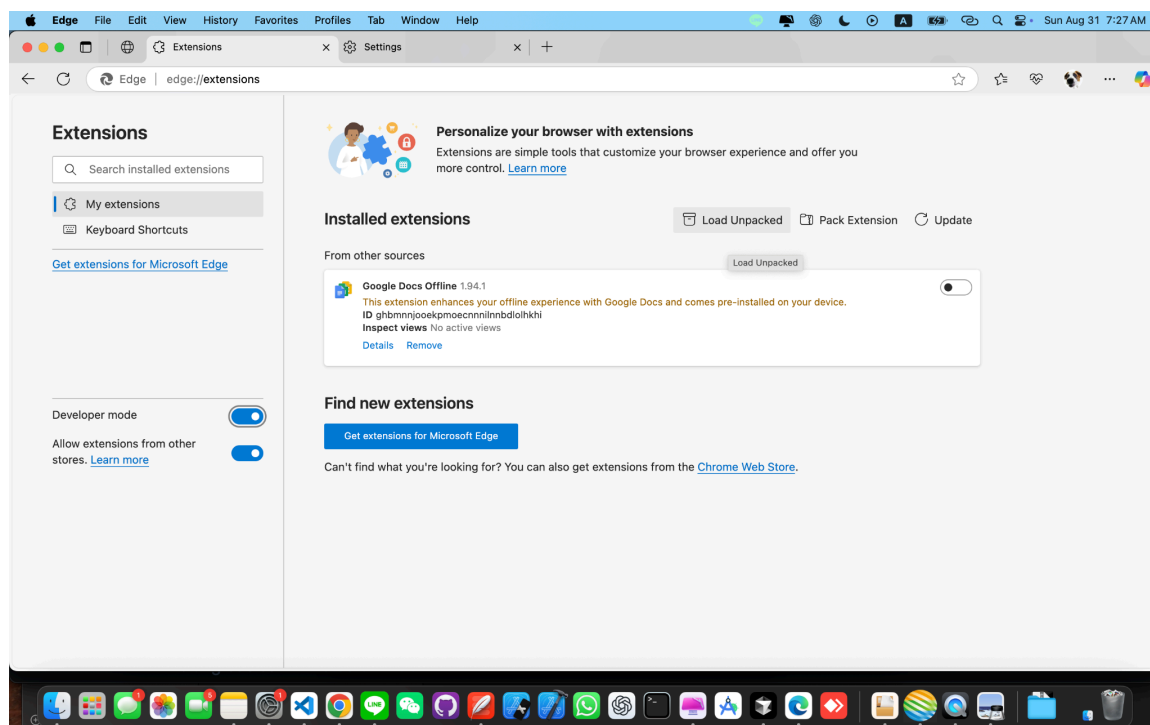 Edge File Edit View History Favorites Profiles Tab Window Help
A
Sun Aug 31 7:27 AM
Extensions
Settings
Edge edge://extensions
Extensions
Search installed extensions
My extensions
Keyboard Shortcuts
Get extensions for Microsoft Edge
Developer mode
Allow extensions from other
stores. Learn more
Personalize your browser with extensions
Extensions are simple tools that customize your browser experience and offer you
more control. Learn more
Installed extensions
Load Unpacked
Pack Extension
Update
Load Unpacked
From other sources
Google Docs Offline 1.94.1
This extension enhances your offline experience with Google Docs and comes pre-installed on your device.
ID ghbmnnjooekpmoecnnnilnnbdlolhkhi
Inspect views No active views
Details Remove
Find new extensions
Get extensions for Microsoft Edge
Can't find what you're looking for? You can also get extensions from the Chrome Web Store.
1
5
1
LINE